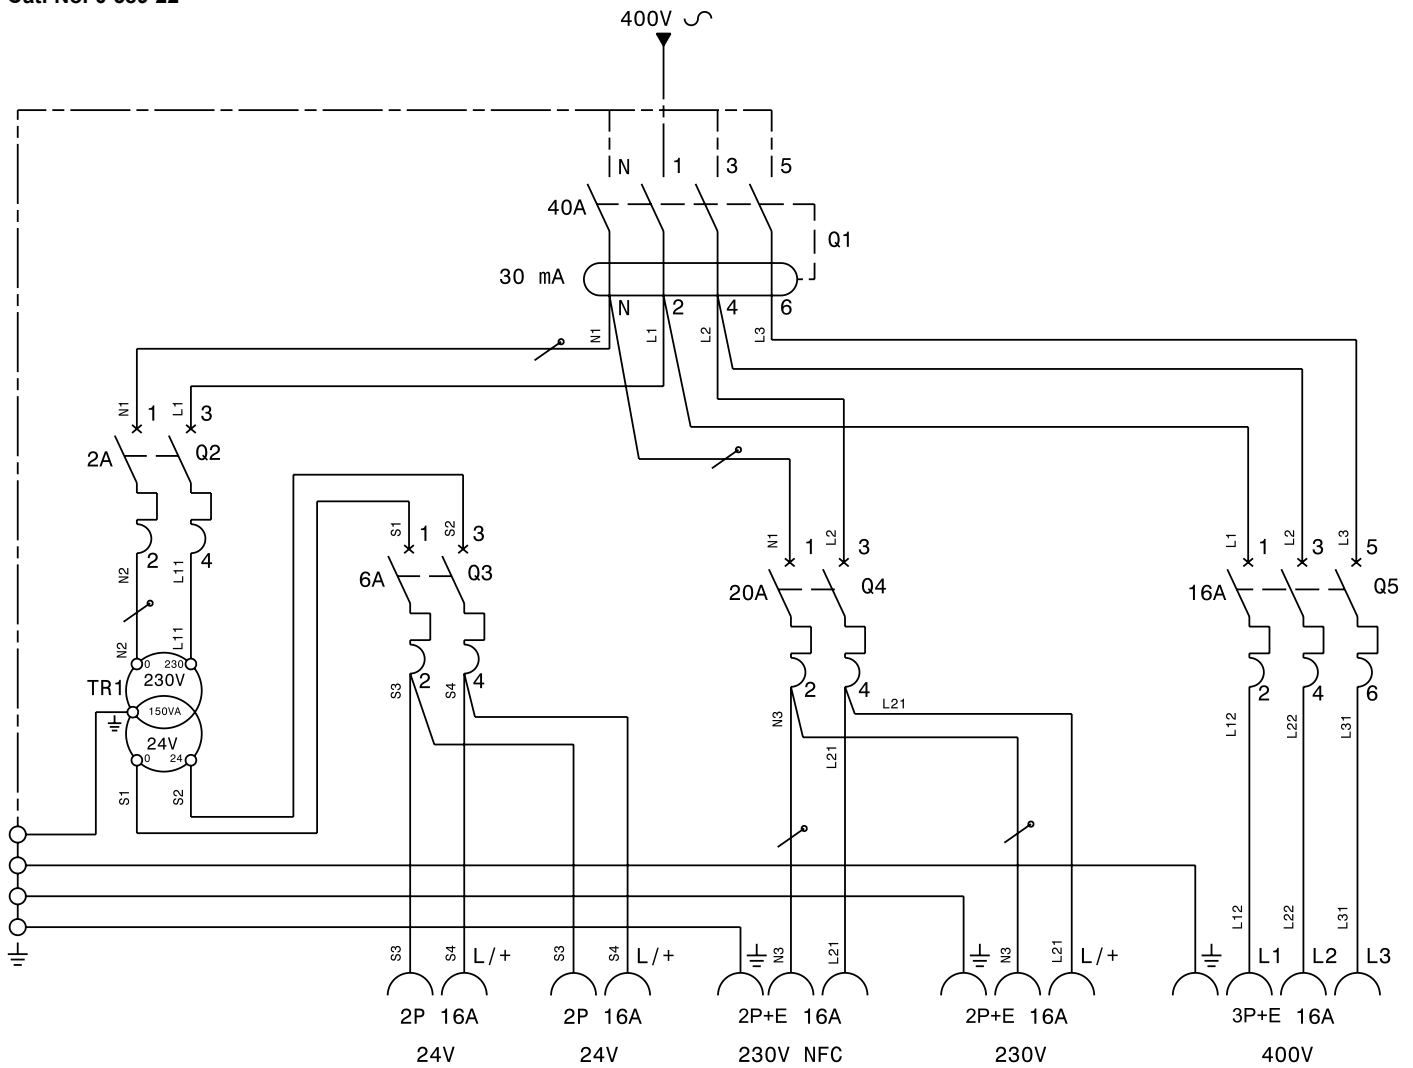 400V
N 1 3 5
40A
Q1
30 mA
N 2 4 6
N1 L1 L2 L3
N1 1 L1 3
2A Q2
2 4
N2 L11
N2 L11
0 230
230V
TR1
150VA
24V
0 24
S1 S2
S1 1 S2 3
6A Q3
2 4
S3 S4
N1 1 L2 3
20A Q4
2 4
N3 L21
L21
L1 1 L2 3 L3 5
16A Q5
2 4 6
L12 L22 L31
L12 L22 L31
S3 S4 L/+ S3 S4 L/+ N3 L21 N3 L21 L/+ L1 L2 L3
2P 16A 2P 16A 2P+E 16A 2P+E 16A 3P+E 16A
24V 24V 230V NFC 230V 400V